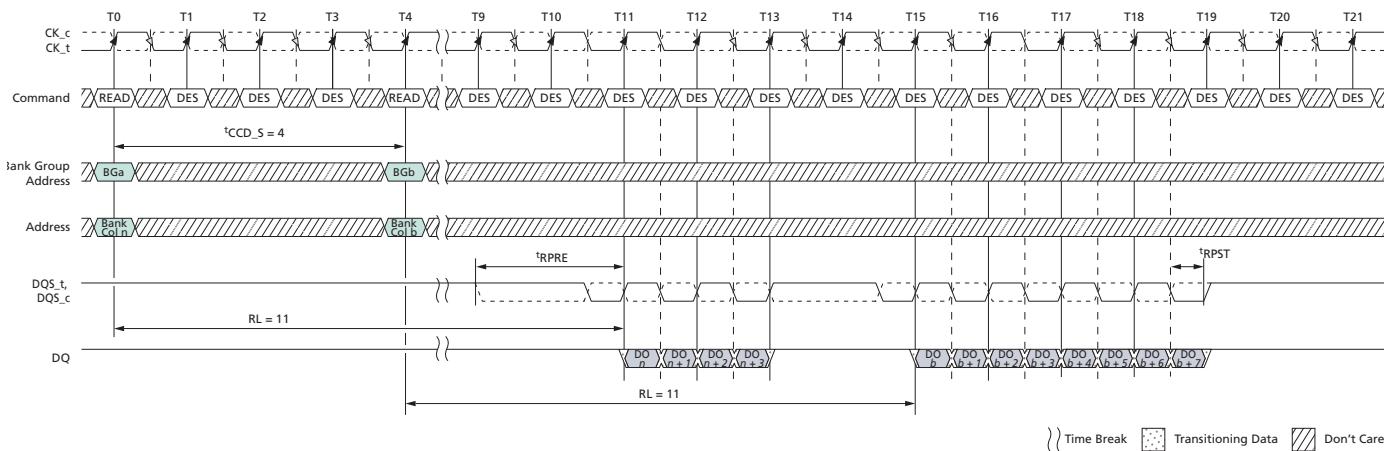 T0 T1 T2 T3 T4 T9 T10 T11 T12 T13 T14 T15 T16 T17 T18 T19 T20 T21
CK_c
CK_t
Command READ DES DES DES READ DES DES DES DES DES DES DES DES DES DES DES DES DES
tCCD_S = 4
Bank Group
Address
BGa BGb
Address
Bank
Col n
Bank
Col b
tRPRE tRPST
DQS_t,
DQS_c
RL = 11
DQ
DO
n
DO
n + 1
DO
n + 2
DO
n + 3
DO
b
DO
b + 1
DO
b + 2
DO
b + 3
DO
b + 4
DO
b + 5
DO
b + 6
DO
b + 7
RL = 11
Time Break Transitioning Data Don't Care